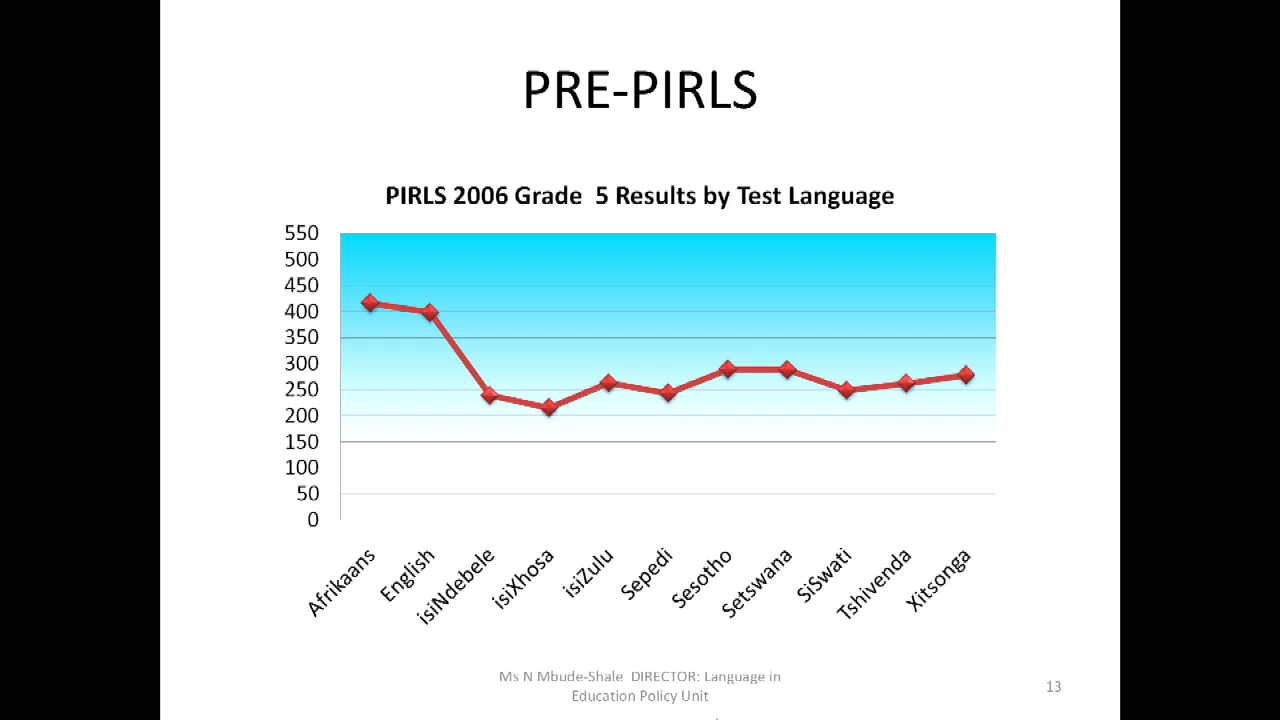 PRE-PIRLS
PIRLS 2006 Grade  5 Results by Test Language
550
500
450
400
350
300
250
200
150
100
50
0
Afrikaans
English
isiNdebele
isiXhosa
isiZulu
Sepedi
Sesotho
Setswana
SiSwati
Tshivenda
Xitsonga
Ms N Mbude-Shale  DIRECTOR: Language in
Education Policy Unit
13